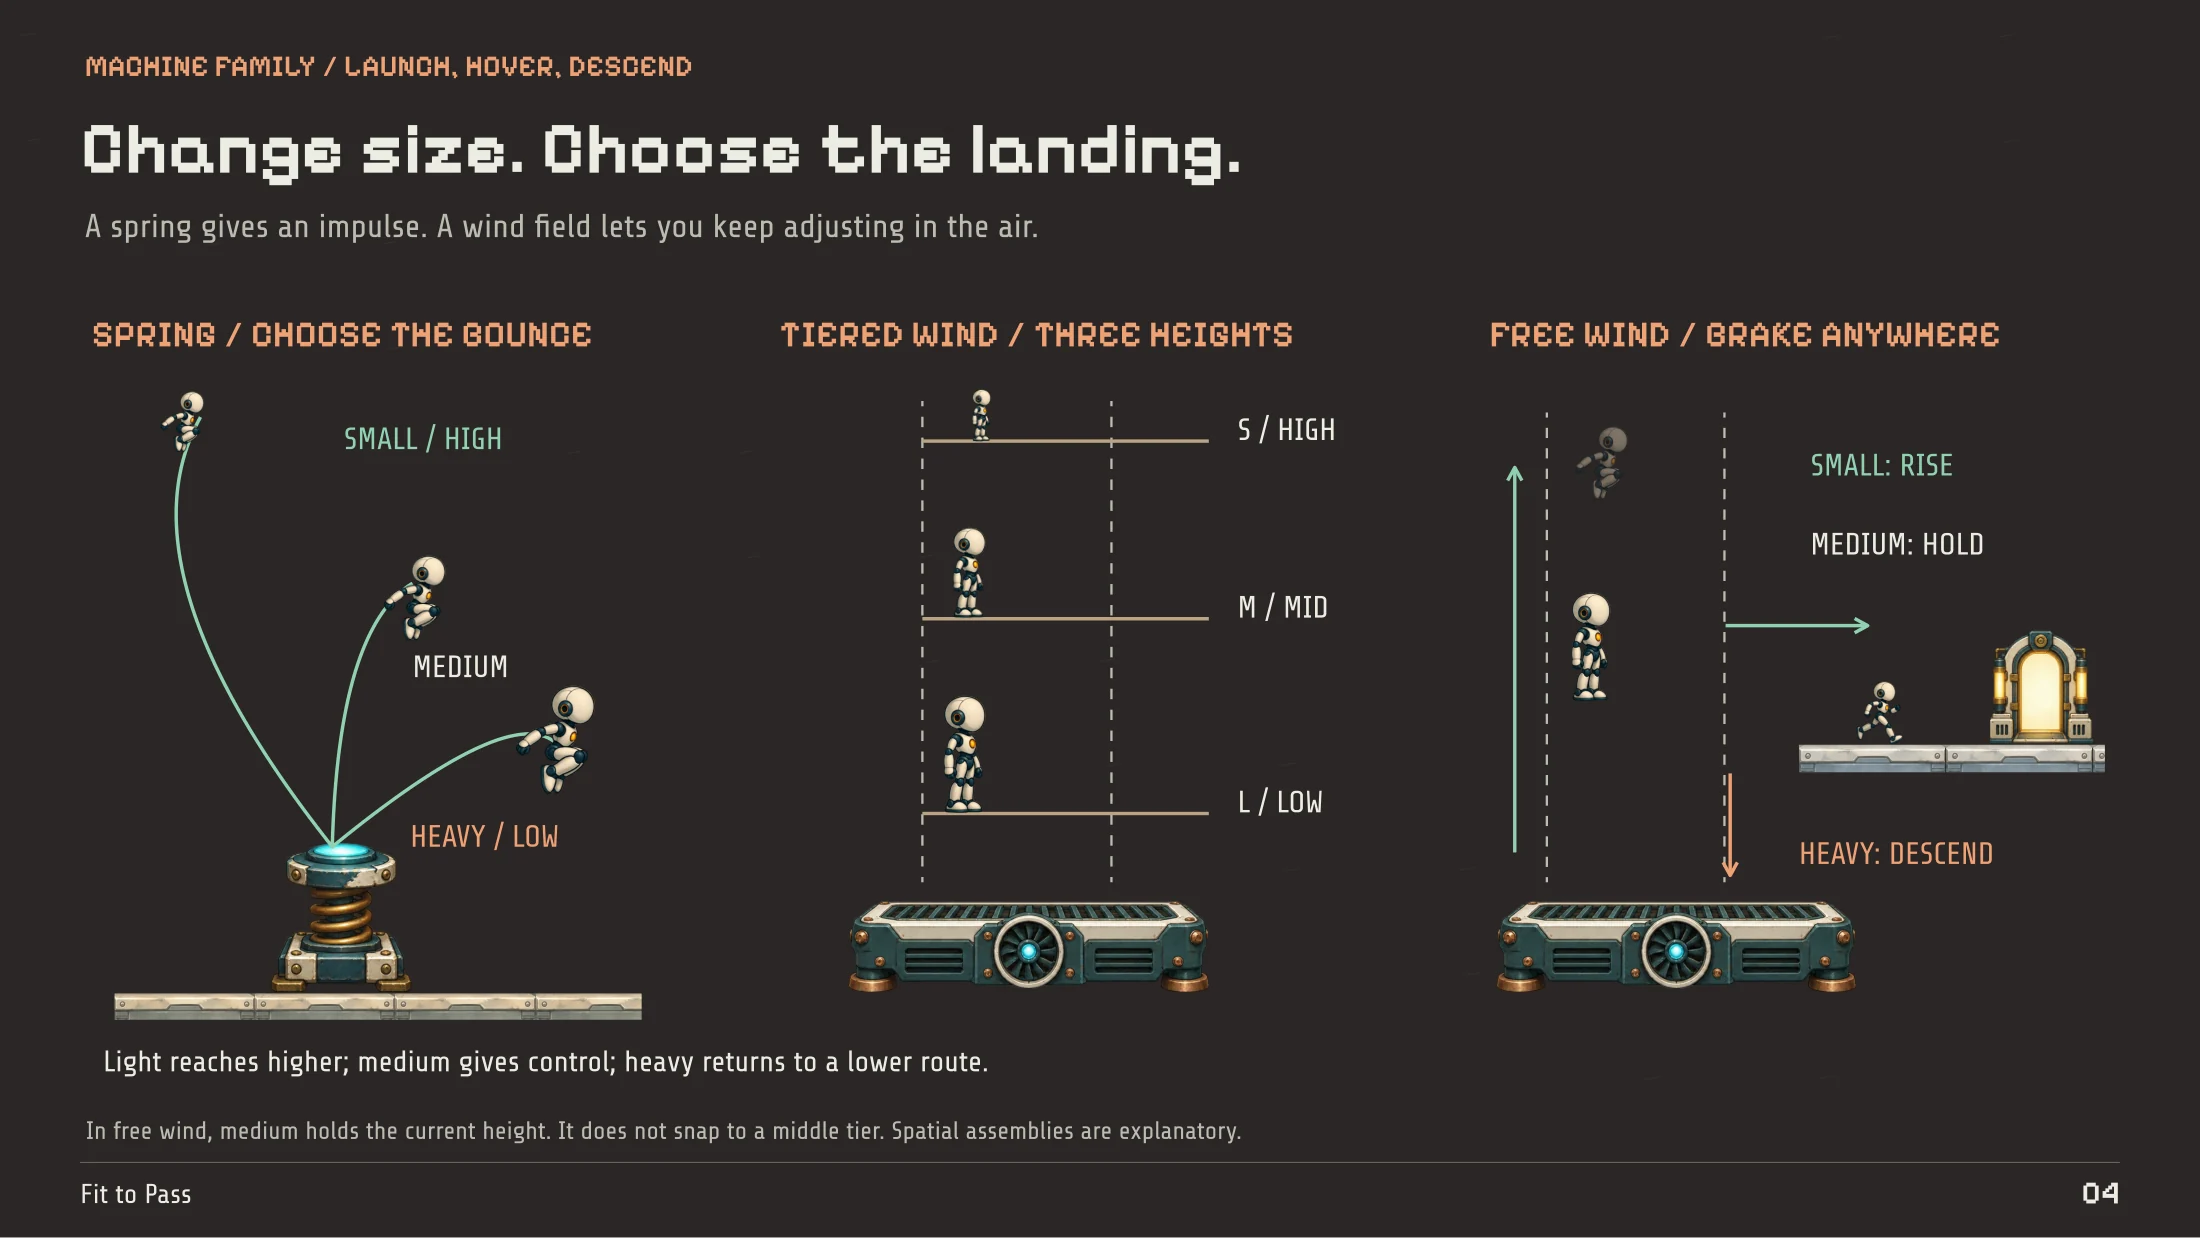 MACHINE FAMILY / LAUNCH, HOVER, DESCEND
Change size. Choose the landing.
A spring gives an impulse. A wind field lets you keep adjusting in the air.
SPRING / CHOOSE THE BOUNCE
SMALL / HIGH
MEDIUM
HEAVY / LOW
TIERED WIND / THREE HEIGHTS
S / HIGH
M / MID
L / LOW
FREE WIND / BRAKE ANYWHERE
SMALL: RISE
MEDIUM: HOLD
HEAVY: DESCEND
Light reaches higher; medium gives control; heavy returns to a lower route.
In free wind, medium holds the current height. It does not snap to a middle tier. Spatial assemblies are explanatory.
Fit to Pass
04